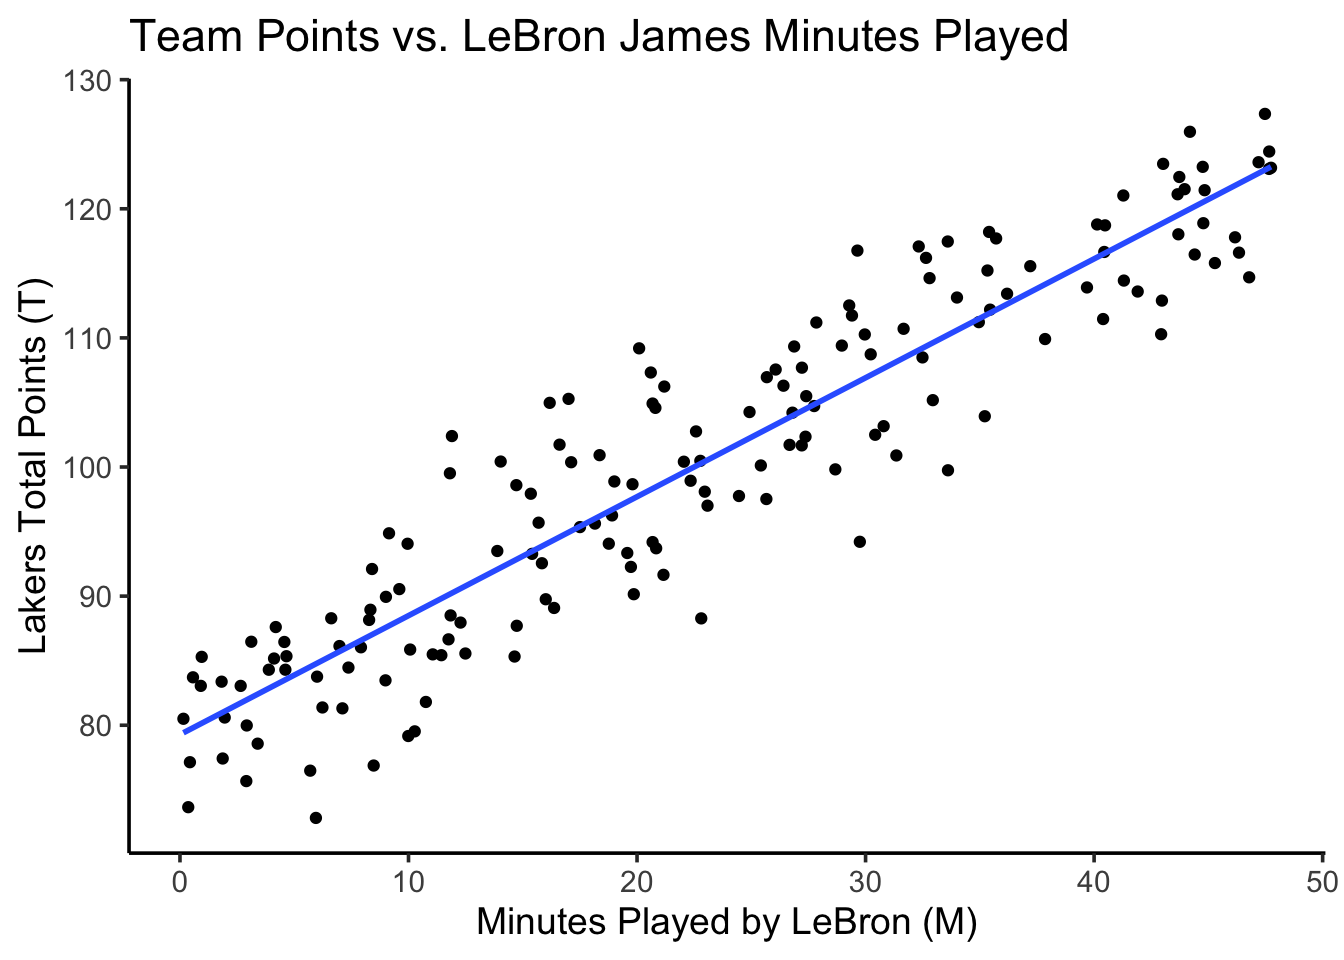 Team Points vs. LeBron James Minutes Played
130
120
110
100
90
80
Lakers Total Points (T)
0 10 20 30 40 50
Minutes Played by LeBron (M)